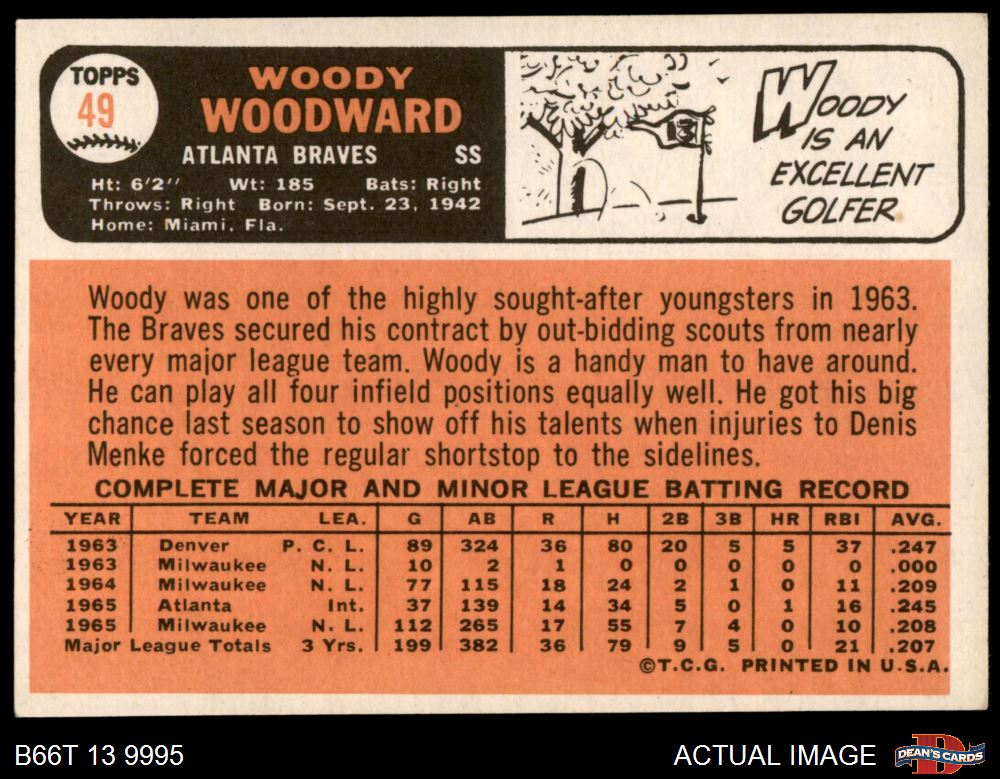 TOPPS
49
WOODY
WOODWARD
ATLANTA BRAVES SS
Ht: 6'2'' Wt: 185 Bats: Right
Throws: Right Born: Sept. 23, 1942
Home: Miami, Fla.
13
WOODY
IS AN
EXCELLENT
GOLFER
Woody was one of the highly sought-after youngsters in 1963.
The Braves secured his contract by out-bidding scouts from nearly
every major league team. Woody is a handy man to have around.
He can play all four infield positions equally well. He got his big
chance last season to show off his talents when injuries to Denis
Menke forced the regular shortstop to the sidelines.
COMPLETE MAJOR AND MINOR LEAGUE BATTING RECORD
YEAR TEAM LEA. G AB R H 2B 3B HR RBI AVG.
1963 Denver P. C. L. 89 324 36 80 20 5 5 37 .247
1963 Milwaukee N. L. 10 2 1 0 0 0 0 0 .000
1964 Milwaukee N. L. 77 115 18 24 2 1 0 11 .209
1965 Atlanta Int. 37 139 14 34 5 0 1 16 .245
1965 Milwaukee N. L. 112 265 17 55 7 4 0 10 .208
Major League Totals 3 Yrs. 199 382 36 79 9 5 0 21 .207
©T.C.G. PRINTED IN U.S.A.
B66T 13 9995
ACTUAL IMAGE
DEAN'S CARDS